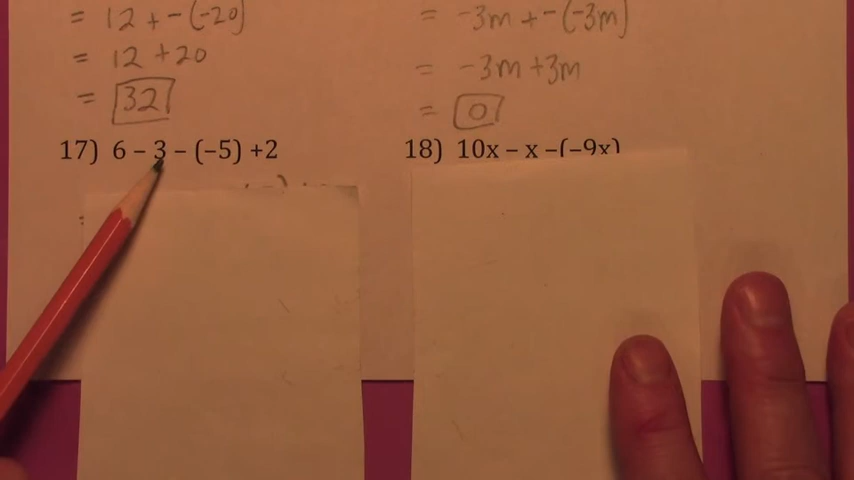 = 12 + -(-20)
= 12 + 20
= 32
17) 6 – 3 – (–5) +2
= -3m + -(-3m)
= -3m + 3m
= 0
18) 10x – x –(–9x)